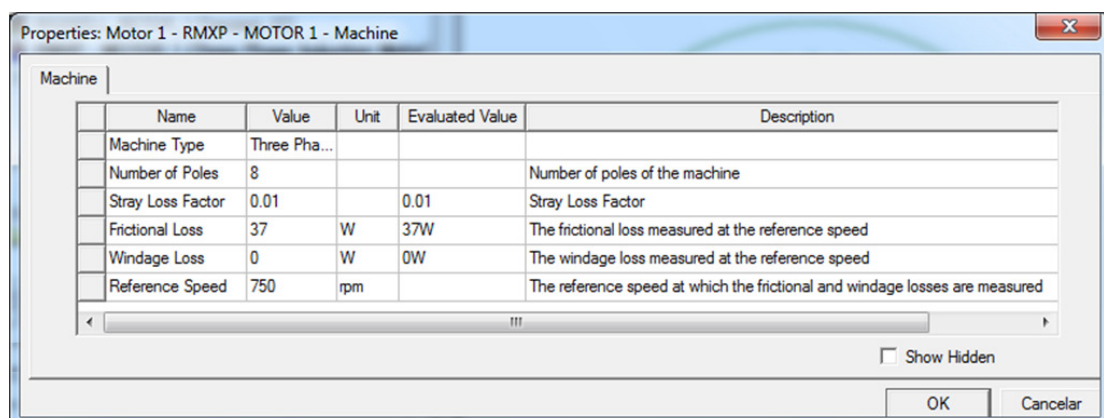 Properties: Motor 1 - RMXP - MOTOR 1 - Machine
Machine
Name Value Unit Evaluated Value Description
Machine Type Three Pha...
Number of Poles 8 Number of poles of the machine
Stray Loss Factor 0.01 0.01 Stray Loss Factor
Frictional Loss 37 W 37W The frictional loss measured at the reference speed
Windage Loss 0 W 0W The windage loss measured at the reference speed
Reference Speed 750 rpm The reference speed at which the frictional and windage losses are measured
Show Hidden
OK Cancelar